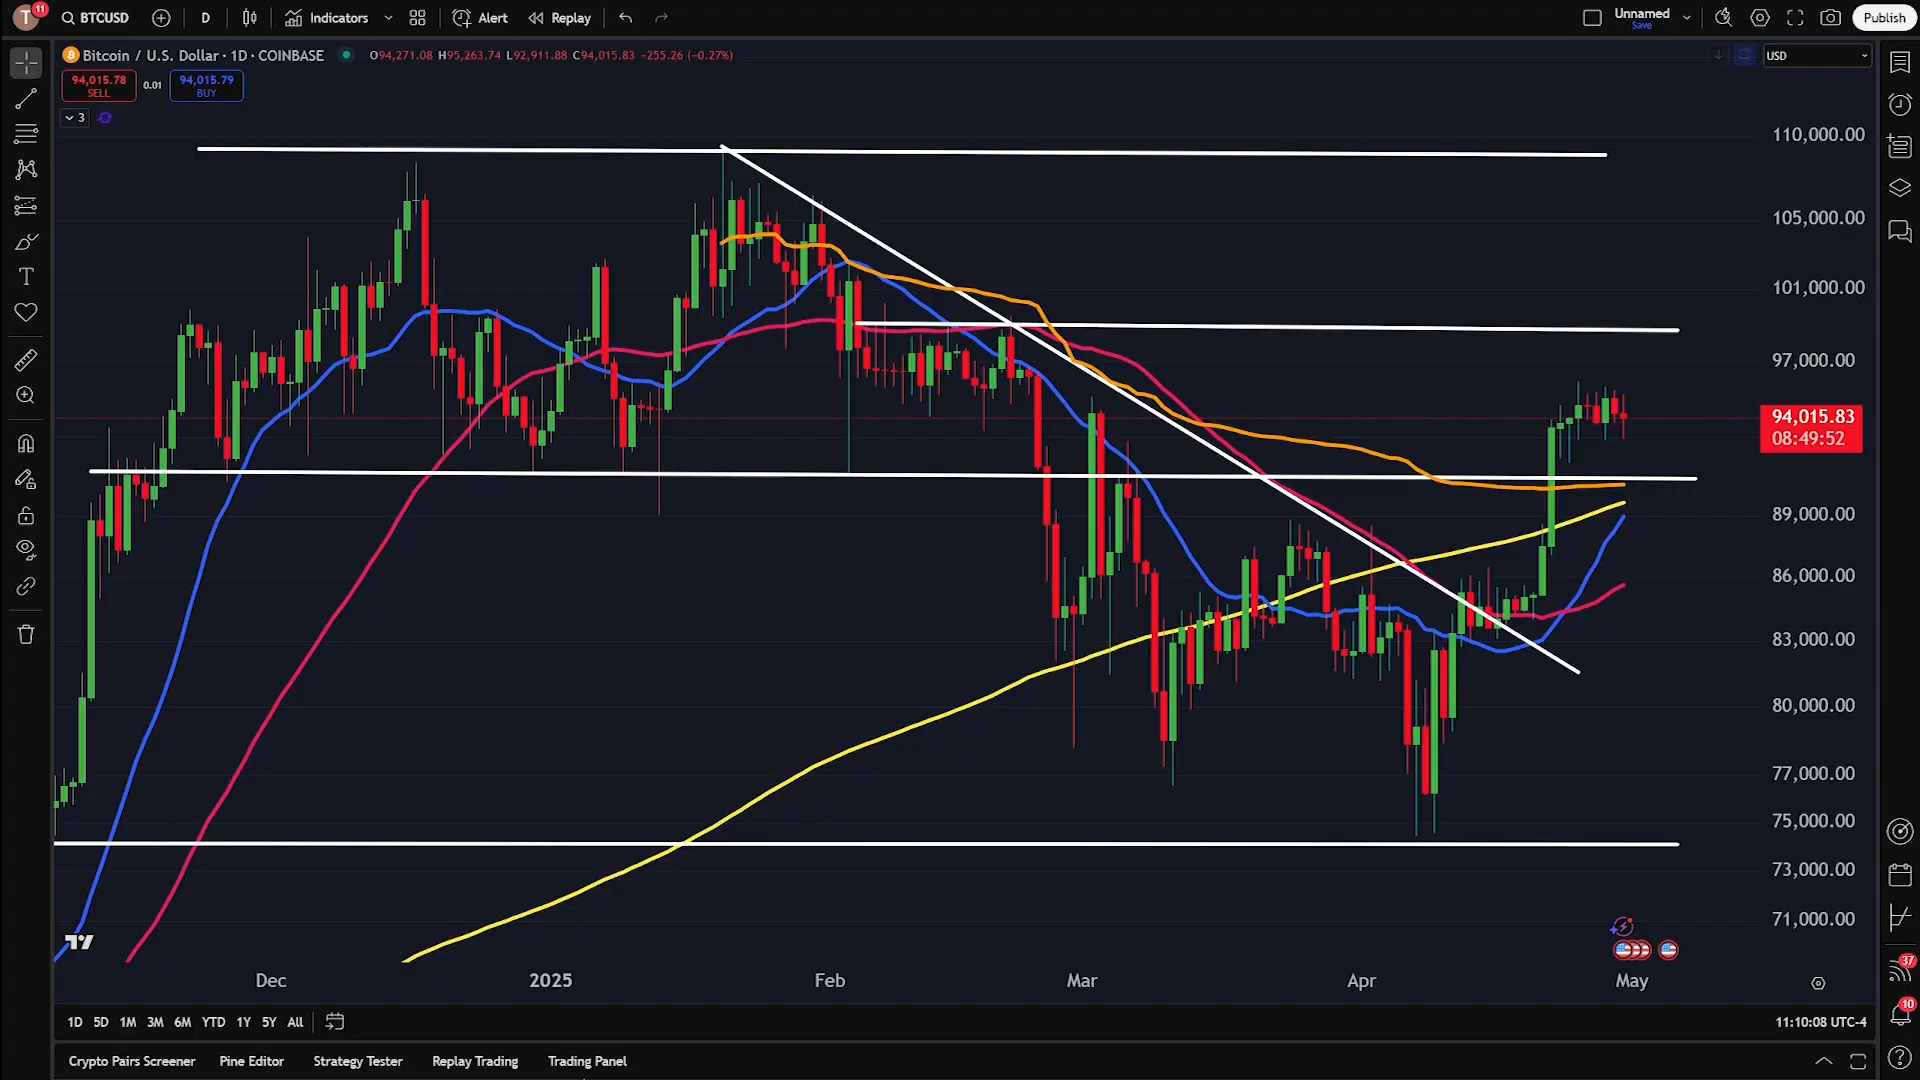 T 11 BTCUSD D Indicators Alert Replay Unnamed Save Publish
Bitcoin / U.S. Dollar · 1D · COINBASE O94,271.08 H95,263.74 L92,911.88 C94,015.83 −255.26 (−0.27%) USD
94,015.78 SELL 0.01 94,015.79 BUY
3
110,000.00
105,000.00
101,000.00
97,000.00
94,015.83
08:49:52
89,000.00
86,000.00
83,000.00
80,000.00
77,000.00
75,000.00
73,000.00
71,000.00
Dec 2025 Feb Mar Apr May
37
10
1D 5D 1M 3M 6M YTD 1Y 5Y All 11:10:08 UTC-4
Crypto Pairs Screener Pine Editor Strategy Tester Replay Trading Trading Panel